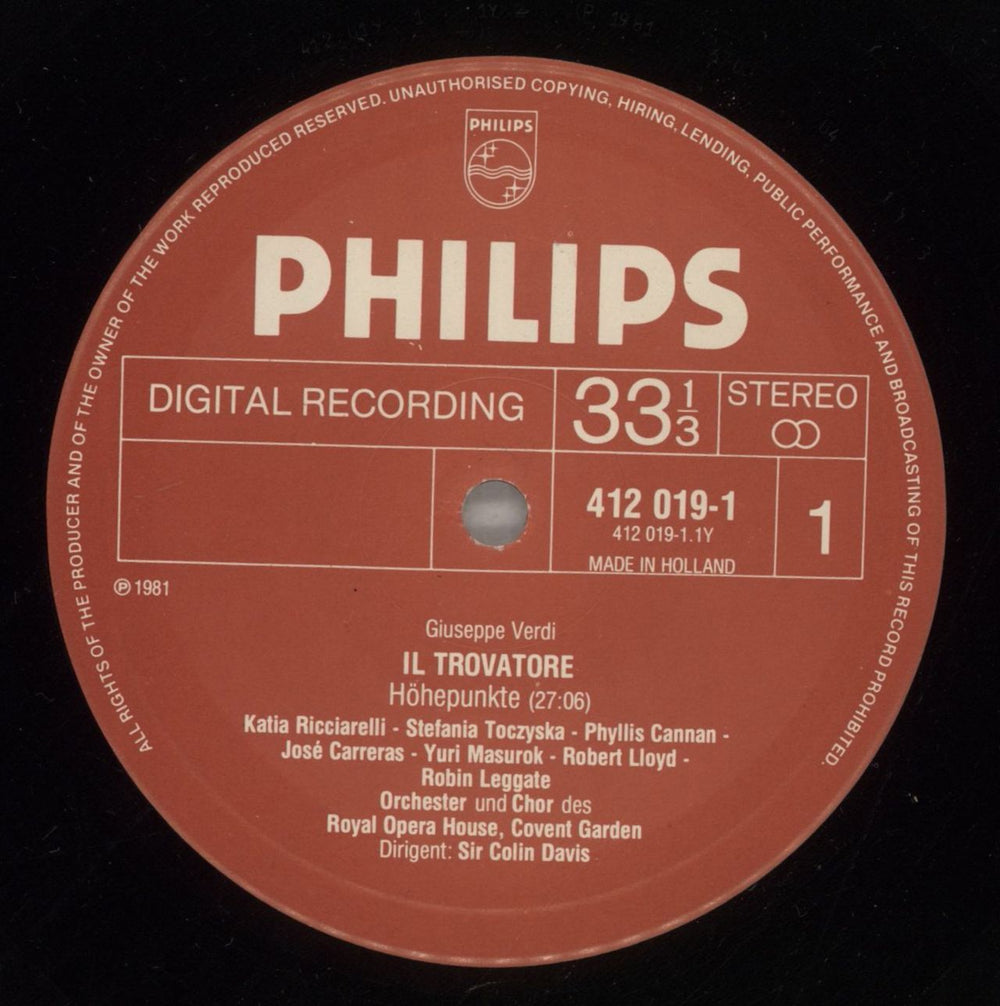 ALL RIGHTS OF THE PRODUCER AND OF THE OWNER OF THE WORK REPRODUCED RESERVED. UNAUTHORISED COPYING, HIRING, LENDING, PUBLIC PERFORMANCE AND BROADCASTING OF THIS RECORD PROHIBITED.
PHILIPS
PHILIPS
DIGITAL RECORDING
33 1/3
STEREO
412 019-1
412 019-1.1Y
MADE IN HOLLAND
1
℗ 1981
Giuseppe Verdi
IL TROVATORE
Höhepunkte (27:06)
Katia Ricciarelli - Stefania Toczyska - Phyllis Cannan -
José Carreras - Yuri Masurok - Robert Lloyd -
Robin Leggate
Orchester und Chor des
Royal Opera House, Covent Garden
Dirigent: Sir Colin Davis